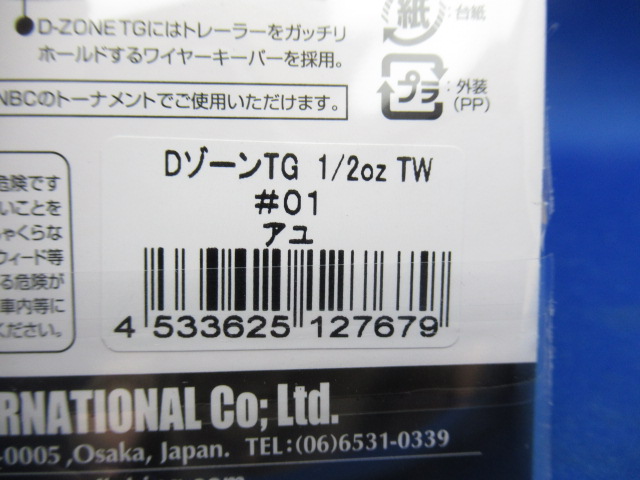 紙 :台紙
D-ZONE TGにはトレーラーをガッチリ
ホールドするワイヤーキーパーを採用。
プラ :外装
(PP)
NBCのトーナメントでご使用いただけます。
DゾーンTG 1/2oz TW
#01
アユ
4 533625 127679
危険です
いことを
ゃくらな
ウィード等
る危険が
車内等に
ください。
RNATIONAL Co; Ltd.
-0005 ,Osaka, Japan. TEL:(06)6531-0339